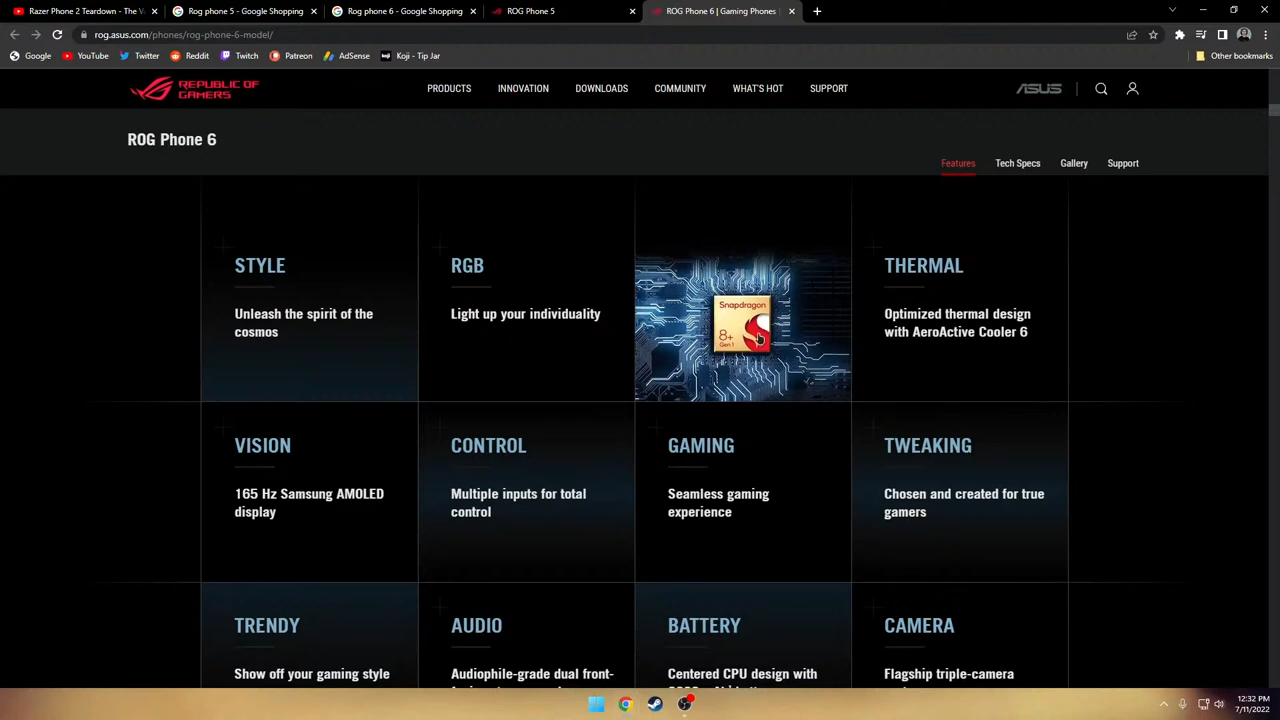 Razer Phone 2 Teardown - The V
Rog phone 5 - Google Shopping
Rog phone 6 - Google Shopping
ROG Phone 5
ROG Phone 6 | Gaming Phones
rog.asus.com/phones/rog-phone-6-model/
Google
YouTube
Twitter
Reddit
Twitch
Patreon
AdSense
koji
Koji - Tip Jar
Other bookmarks
REPUBLIC OF
GAMERS
PRODUCTS
INNOVATION
DOWNLOADS
COMMUNITY
WHAT'S HOT
SUPPORT
ASUS
ROG Phone 6
Features
Tech Specs
Gallery
Support
STYLE
Unleash the spirit of the
cosmos
RGB
Light up your individuality
Snapdragon
8+
Gen 1
THERMAL
Optimized thermal design
with AeroActive Cooler 6
VISION
165 Hz Samsung AMOLED
display
CONTROL
Multiple inputs for total
control
GAMING
Seamless gaming
experience
TWEAKING
Chosen and created for true
gamers
TRENDY
Show off your gaming style
AUDIO
Audiophile-grade dual front-
BATTERY
Centered CPU design with
CAMERA
Flagship triple-camera
12:32 PM
7/11/2022